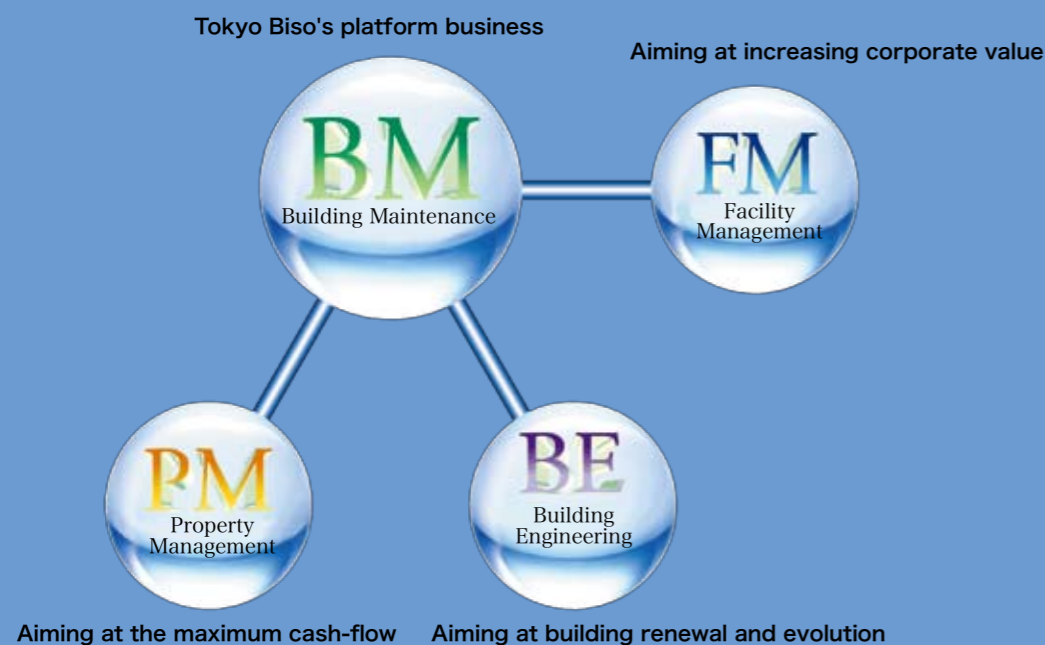 Tokyo Biso's platform business
Aiming at increasing corporate value
BM
Building Maintenance
FM
Facility
Management
PM
Property
Management
BE
Building
Engineering
Aiming at the maximum cash-flow
Aiming at building renewal and evolution